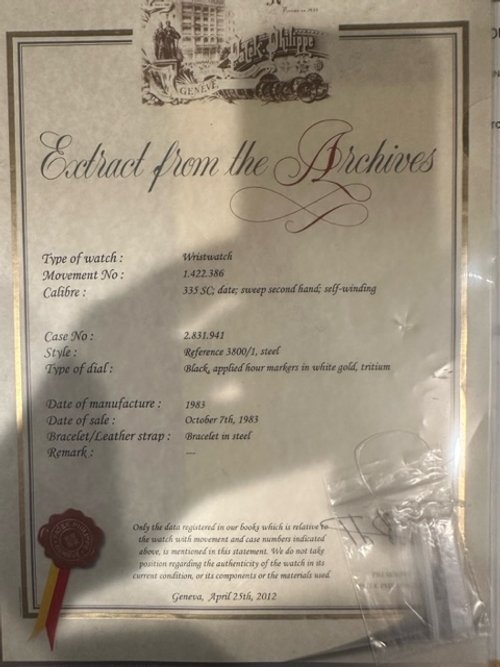 Patek Philippe
GENÈVE
Extract from the Archives
Type of watch : Wristwatch
Movement No : 1.422.386
Calibre : 335 SC; date; sweep second hand; self-winding
Case No : 2.831.941
Style : Reference 3800/1, steel
Type of dial : Black, applied hour markers in white gold, tritium
Date of manufacture : 1983
Date of sale : October 7th, 1983
Bracelet/Leather strap : Bracelet in steel
Remark : ---
Only the data registered in our books which is relative to
the watch with movement and case numbers indicated
above, is mentioned in this statement. We do not take
position regarding the authenticity of the watch in its
current condition, or its components or the materials used.
Geneva, April 25th, 2012